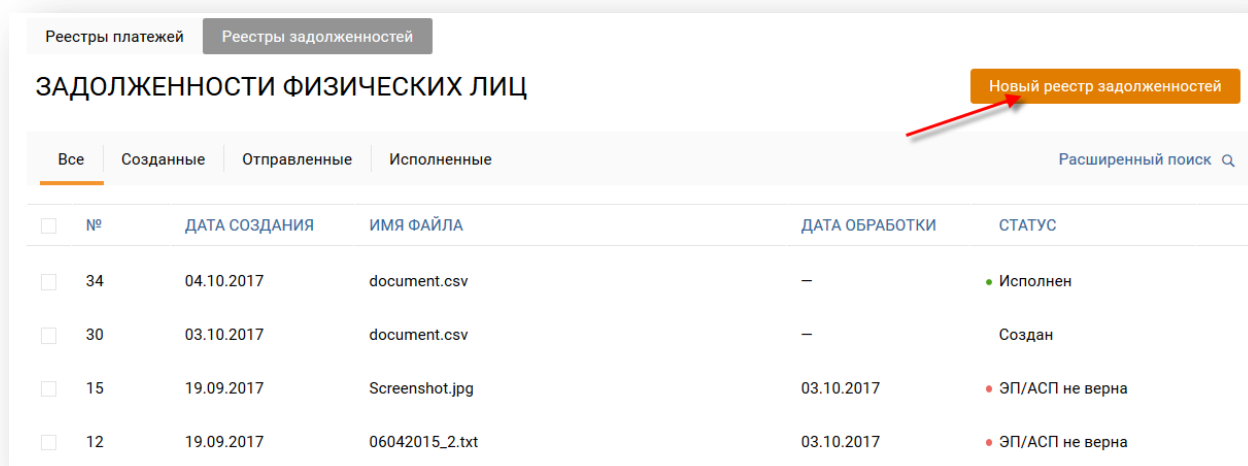 Реестры платежей Реестры задолженностей
ЗАДОЛЖЕННОСТИ ФИЗИЧЕСКИХ ЛИЦ Новый реестр задолженностей
Все Созданные Отправленные Исполненные Расширенный поиск
№ ДАТА СОЗДАНИЯ ИМЯ ФАЙЛА ДАТА ОБРАБОТКИ СТАТУС
34 04.10.2017 document.csv — Исполнен
30 03.10.2017 document.csv — Создан
15 19.09.2017 Screenshot.jpg 03.10.2017 ЭП/АСП не верна
12 19.09.2017 06042015_2.txt 03.10.2017 ЭП/АСП не верна